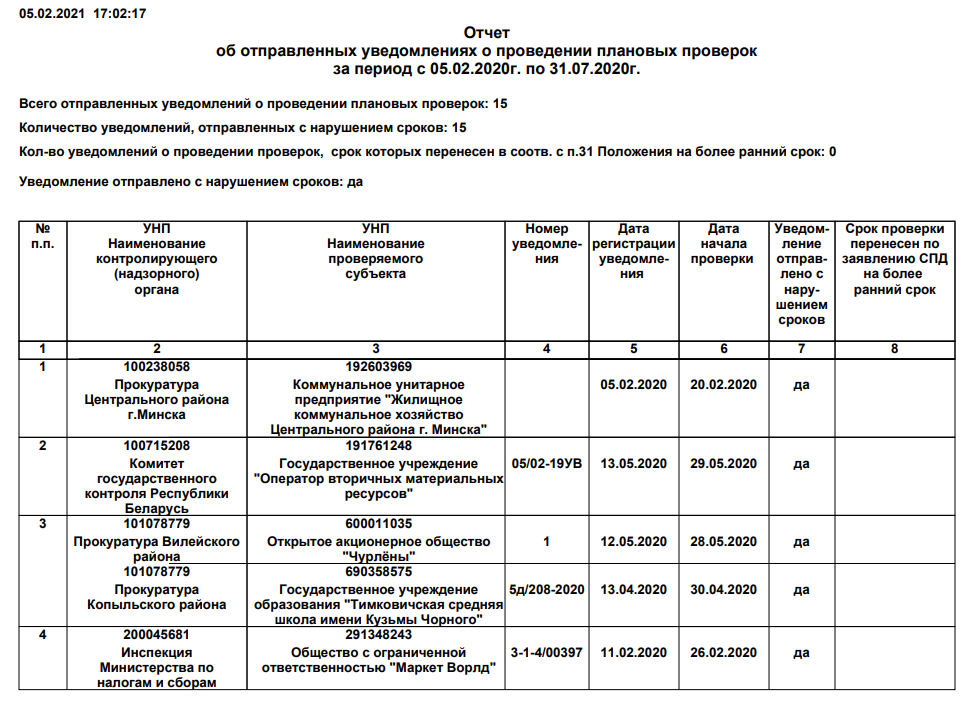 05.02.2021 17:02:17
Отчет
об отправленных уведомлениях о проведении плановых проверок
за период с 05.02.2020г. по 31.07.2020г.
Всего отправленных уведомлений о проведении плановых проверок: 15
Количество уведомлений, отправленных с нарушением сроков: 15
Кол-во уведомлений о проведении проверок, срок которых перенесен в соотв. с п.31 Положения на более ранний срок: 0
Уведомление отправлено с нарушением сроков: да
№
п.п.
УНП
Наименование
контролирующего
(надзорного)
органа
УНП
Наименование
проверяемого
субъекта
Номер
уведомле-
ния
Дата
регистрации
уведомле-
ния
Дата
начала
проверки
Уведом-
ление
отправ-
лено с
нару-
шением
сроков
Срок проверки
перенесен по
заявлению СПД
на более
ранний срок
1 2 3 4 5 6 7 8
1
100238058
Прокуратура
Центрального района
г.Минска
192603969
Коммунальное унитарное
предприятие "Жилищное
коммунальное хозяйство
Центрального района г. Минска"
05.02.2020
20.02.2020
да
2
100715208
Комитет
государственного
контроля Республики
Беларусь
191761248
Государственное учреждение
"Оператор вторичных материальных
ресурсов"
05/02-19УВ
13.05.2020
29.05.2020
да
3
101078779
Прокуратура Вилейского
района
600011035
Открытое акционерное общество
"Чурлёны"
1
12.05.2020
28.05.2020
да
101078779
Прокуратура
Копыльского района
690358575
Государственное учреждение
образования "Тимковичская средняя
школа имени Кузьмы Чорного"
5д/208-2020
13.04.2020
30.04.2020
да
4
200045681
Инспекция
Министерства по
налогам и сборам
291348243
Общество с ограниченной
ответственностью "Маркет Ворлд"
3-1-4/00397
11.02.2020
26.02.2020
да